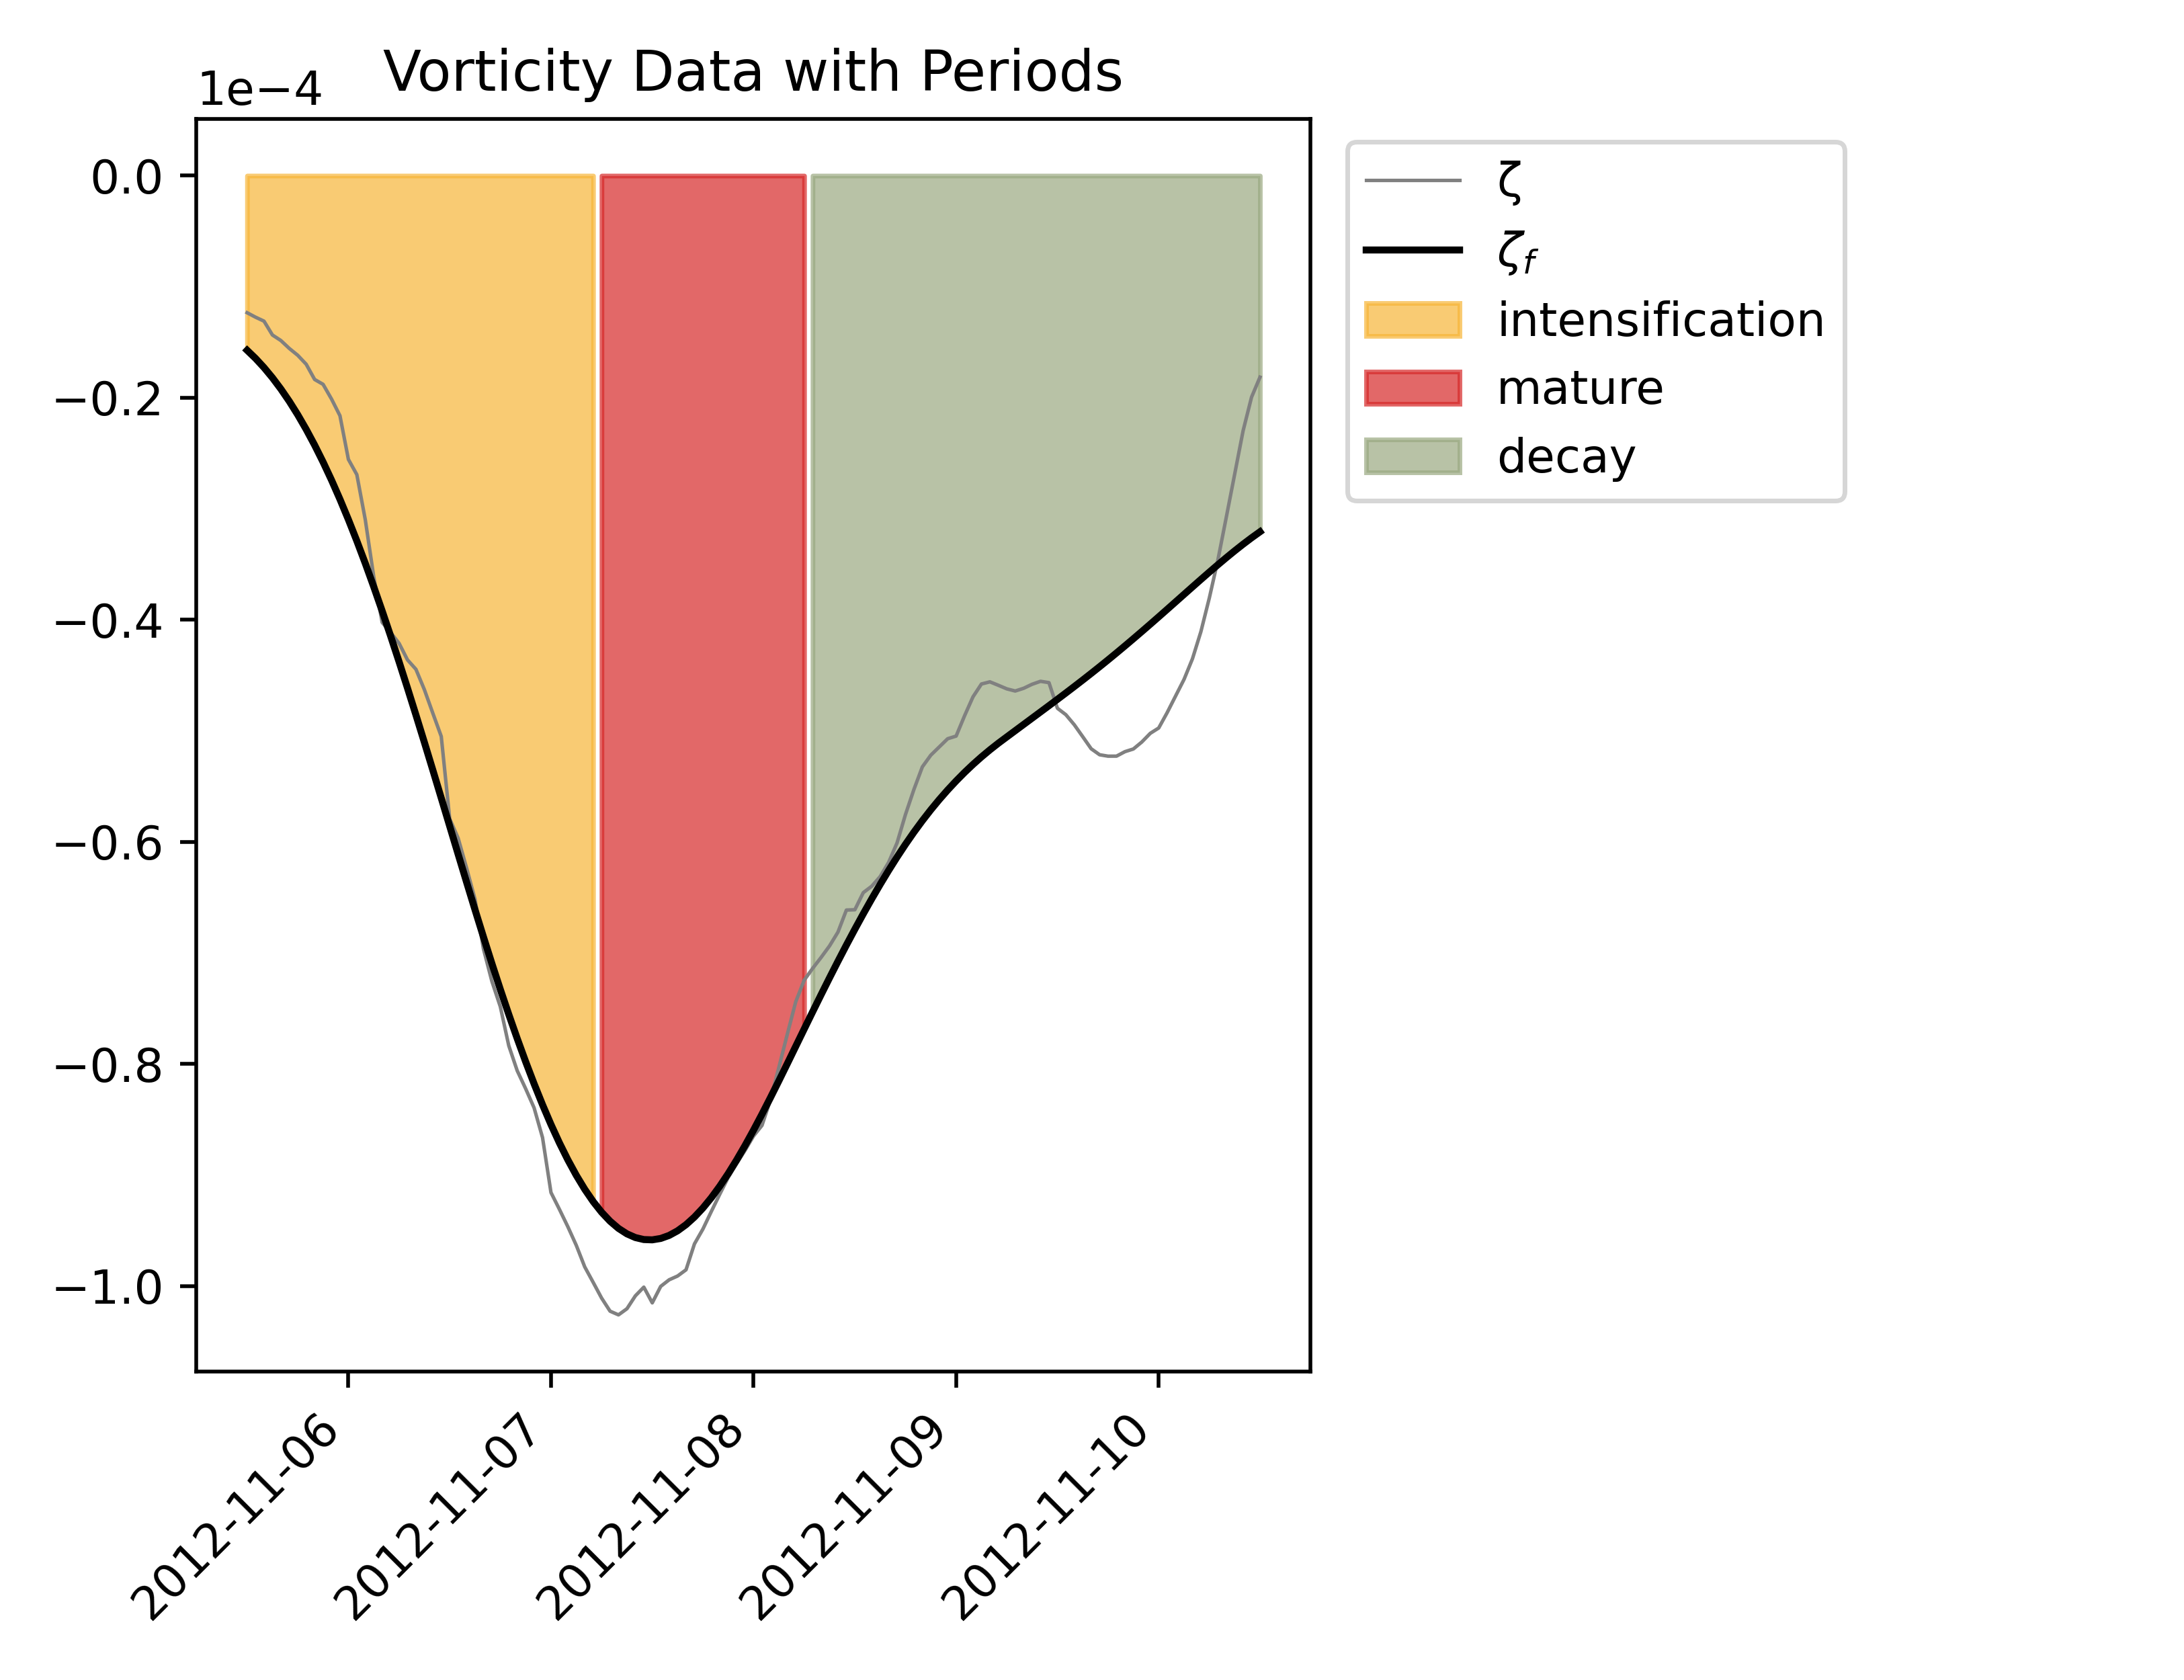 Vorticity Data with Periods
1e−4
0.0
−0.2
−0.4
−0.6
−0.8
−1.0
2012-11-06
2012-11-07
2012-11-08
2012-11-09
2012-11-10
ζ
ζf
intensification
mature
decay